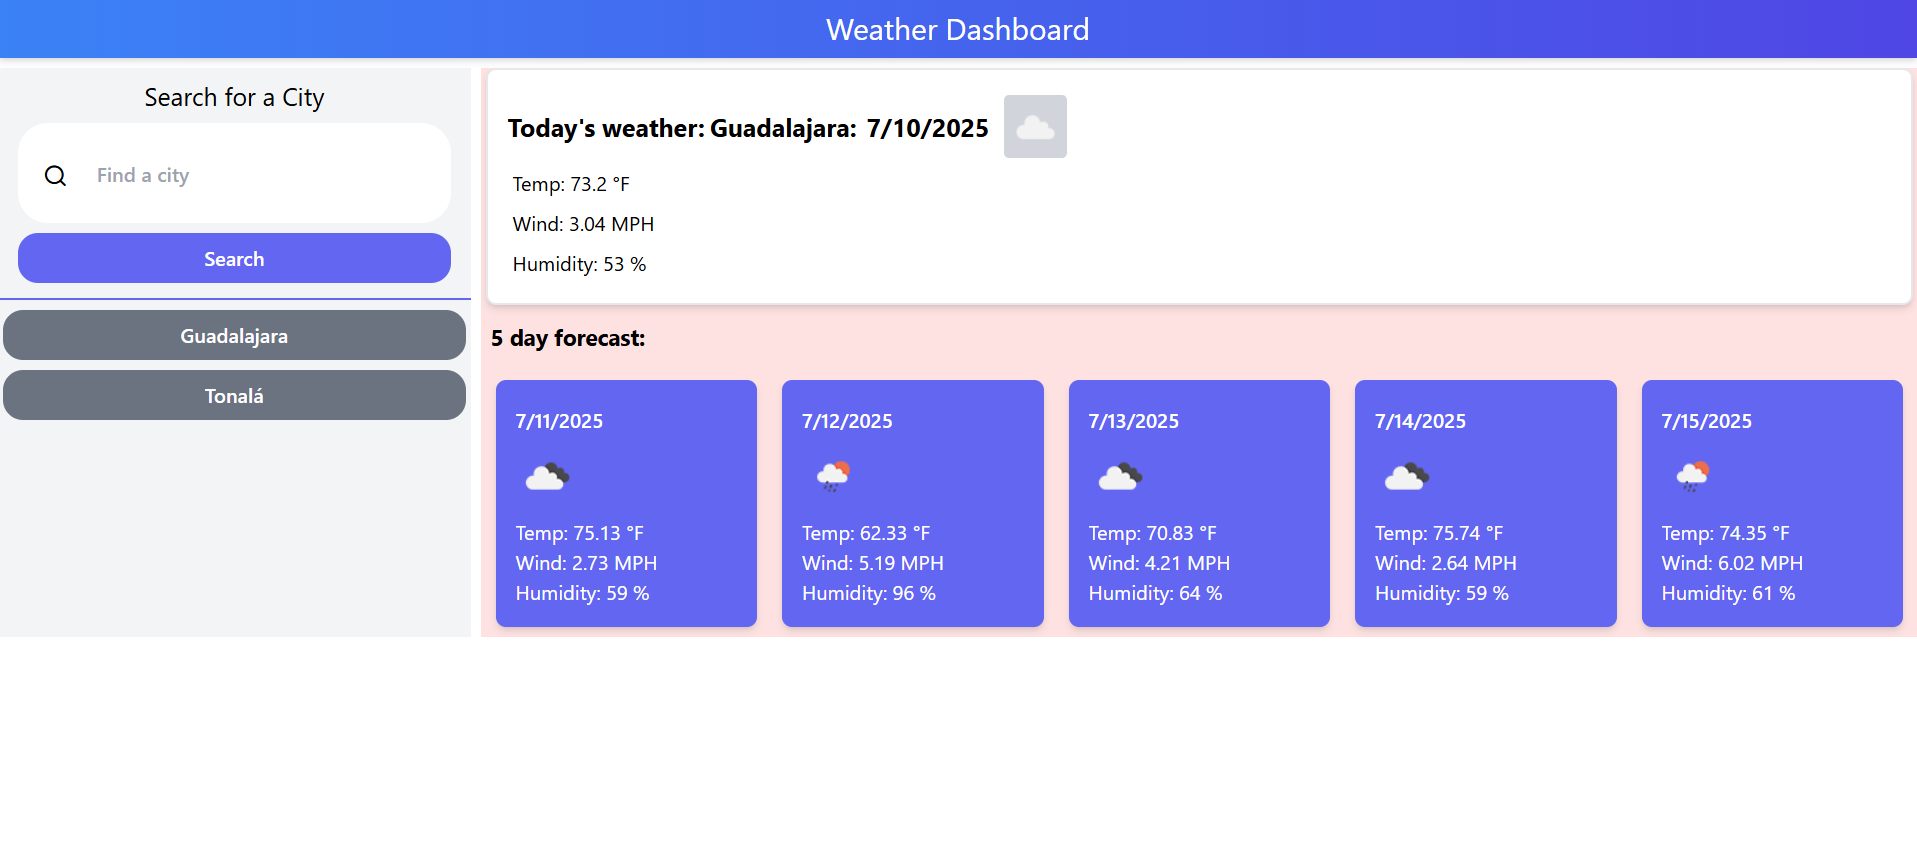 Weather Dashboard
Search for a City
Find a city
Search
Guadalajara
Tonalá
Today's weather: Guadalajara: 7/10/2025
Temp: 73.2 °F
Wind: 3.04 MPH
Humidity: 53 %
5 day forecast:
7/11/2025
Temp: 75.13 °F
Wind: 2.73 MPH
Humidity: 59 %
7/12/2025
Temp: 62.33 °F
Wind: 5.19 MPH
Humidity: 96 %
7/13/2025
Temp: 70.83 °F
Wind: 4.21 MPH
Humidity: 64 %
7/14/2025
Temp: 75.74 °F
Wind: 2.64 MPH
Humidity: 59 %
7/15/2025
Temp: 74.35 °F
Wind: 6.02 MPH
Humidity: 61 %